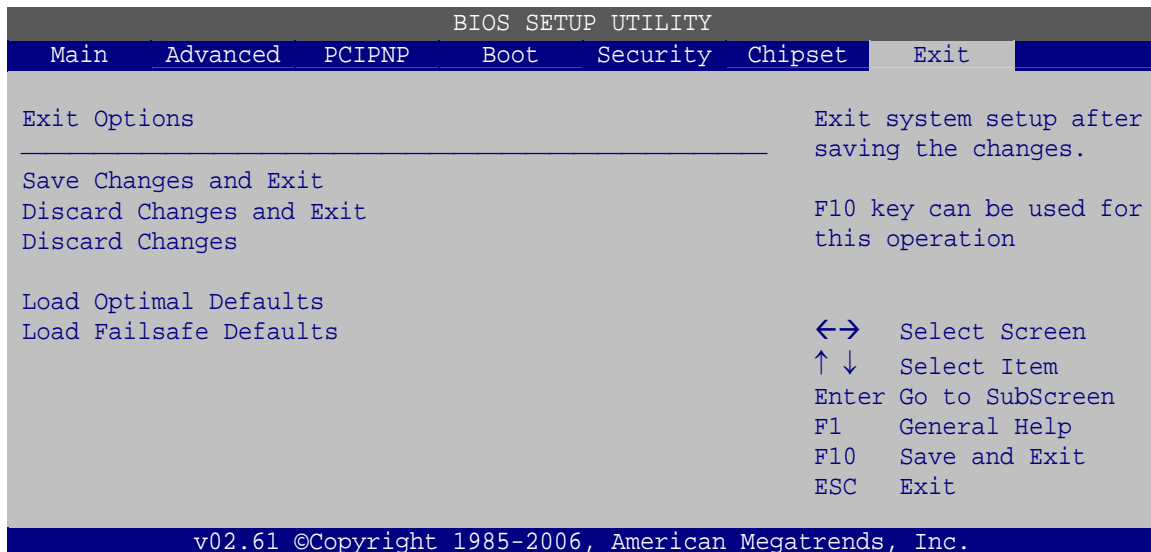 BIOS SETUP UTILITY
Main Advanced PCIPNP Boot Security Chipset Exit
Exit Options
Save Changes and Exit
Discard Changes and Exit
Discard Changes
Load Optimal Defaults
Load Failsafe Defaults
Exit system setup after
saving the changes.
F10 key can be used for
this operation
←→ Select Screen
↑ ↓ Select Item
Enter Go to SubScreen
F1 General Help
F10 Save and Exit
ESC Exit
v02.61 ©Copyright 1985-2006, American Megatrends, Inc.